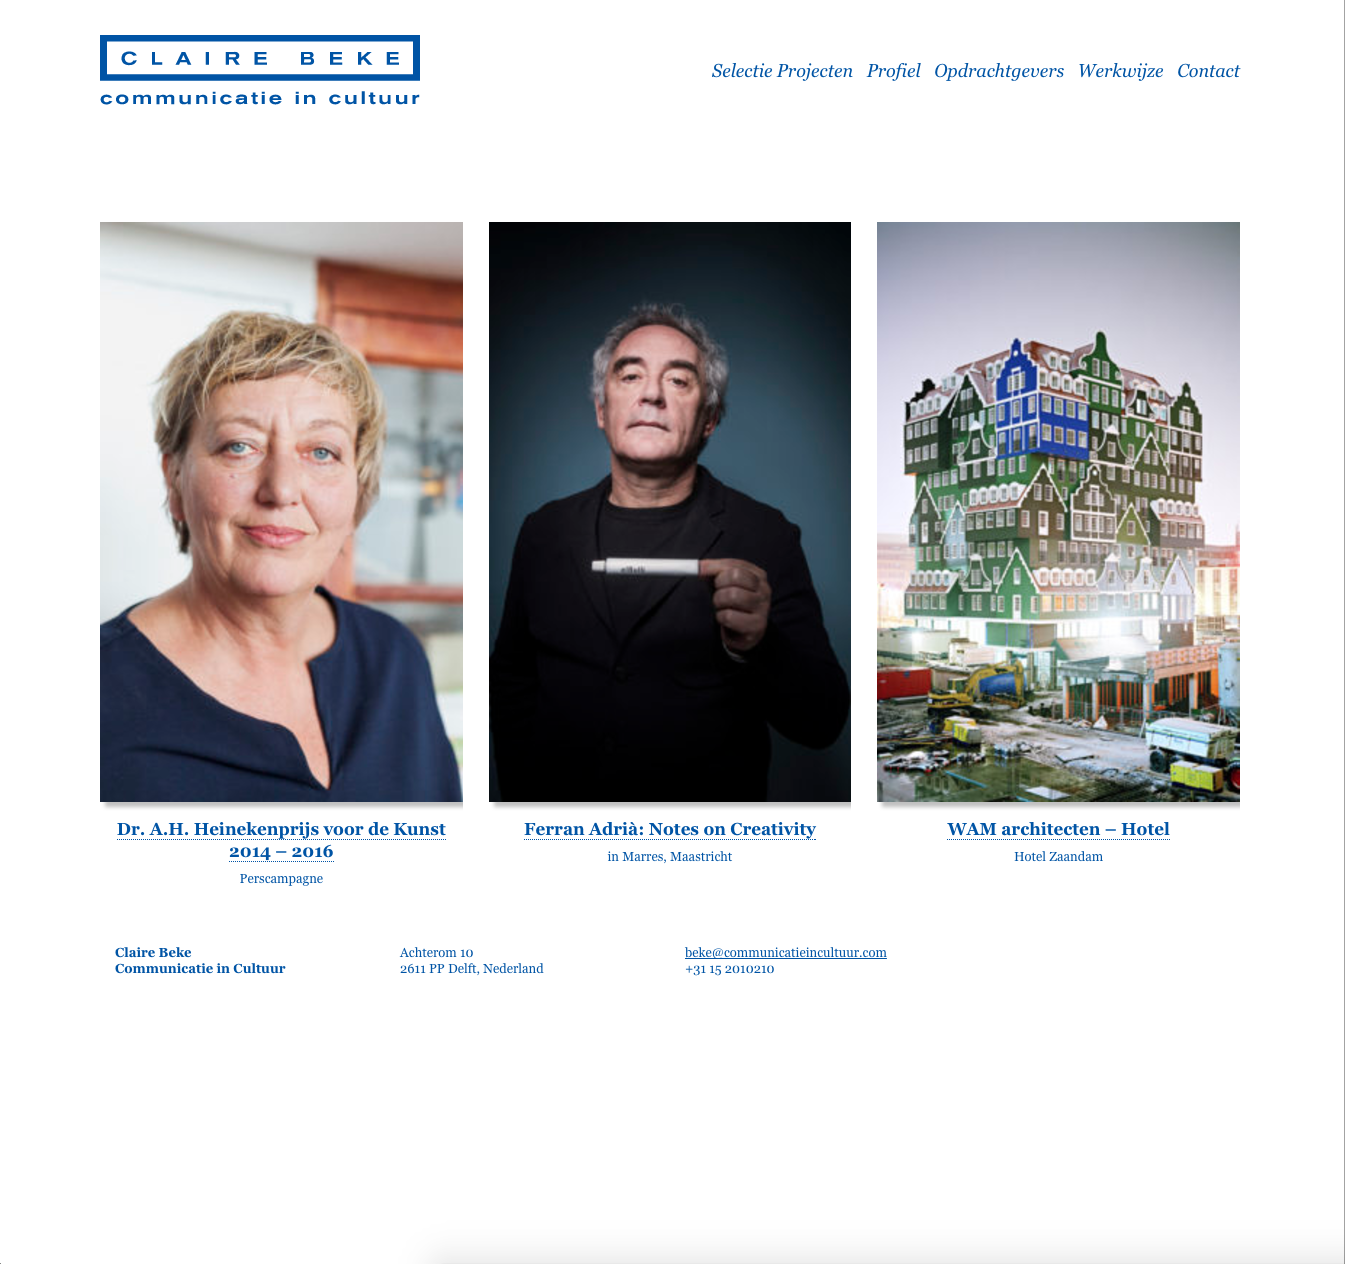 CLAIRE BEKE
communicatie in cultuur
Selectie Projecten Profiel Opdrachtgevers Werkwijze Contact
Dr. A.H. Heinekenprijs voor de Kunst
2014 – 2016
Perscampagne
Ferran Adrià: Notes on Creativity
in Marres, Maastricht
WAM architecten – Hotel
Hotel Zaandam
Claire Beke
Communicatie in Cultuur
Achterom 10
2611 PP Delft, Nederland
beke@communicatieincultuur.com
+31 15 2010210